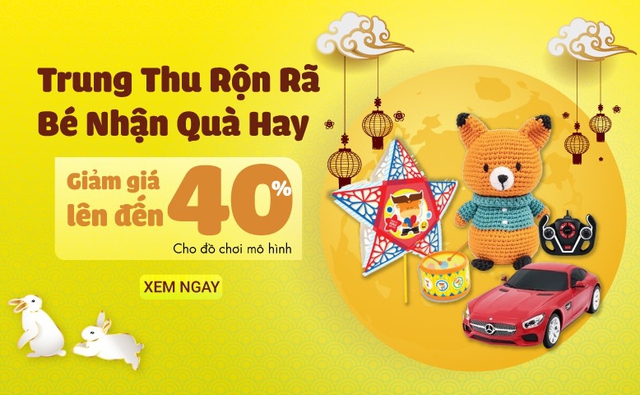 Trung Thu Rộn Rã
Bé Nhận Quà Hay
Giảm giá
lên đến
40%
Cho đồ chơi mô hình
XEM NGAY